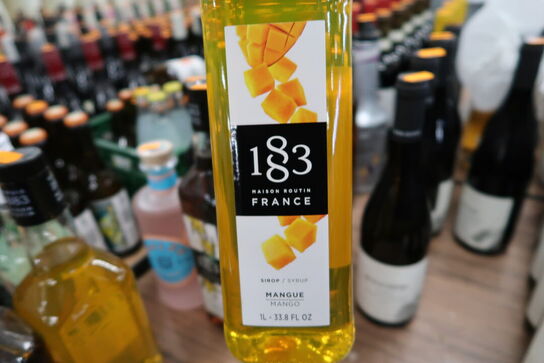 1883
MAISON ROUTIN
FRANCE
SIROP / SYRUP
MANGUE
MANGO
1L - 33.8 FL OZ